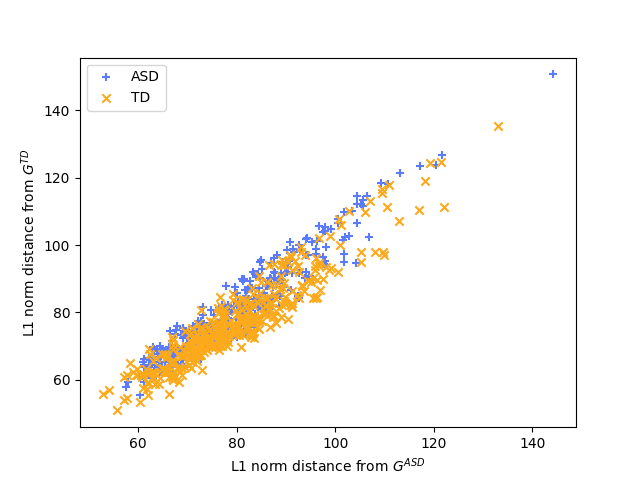 ASD
TD
140
120
100
80
60
L1 norm distance from G^{TD}
60 80 100 120 140
L1 norm distance from G^{ASD}